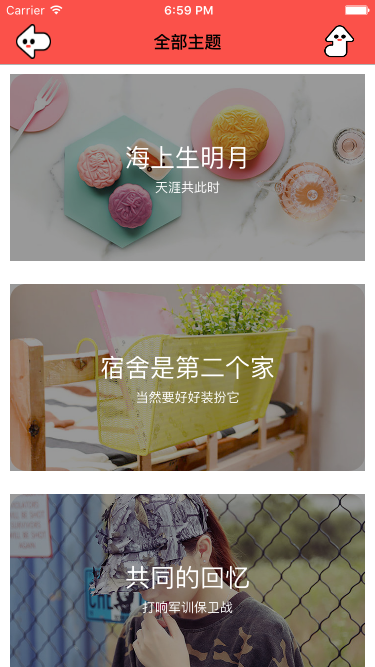 Carrier 6:59 PM
全部主题
海上生明月
天涯共此时
宿舍是第二个家
当然要好好装扮它
共同的回忆
打响军训保卫战